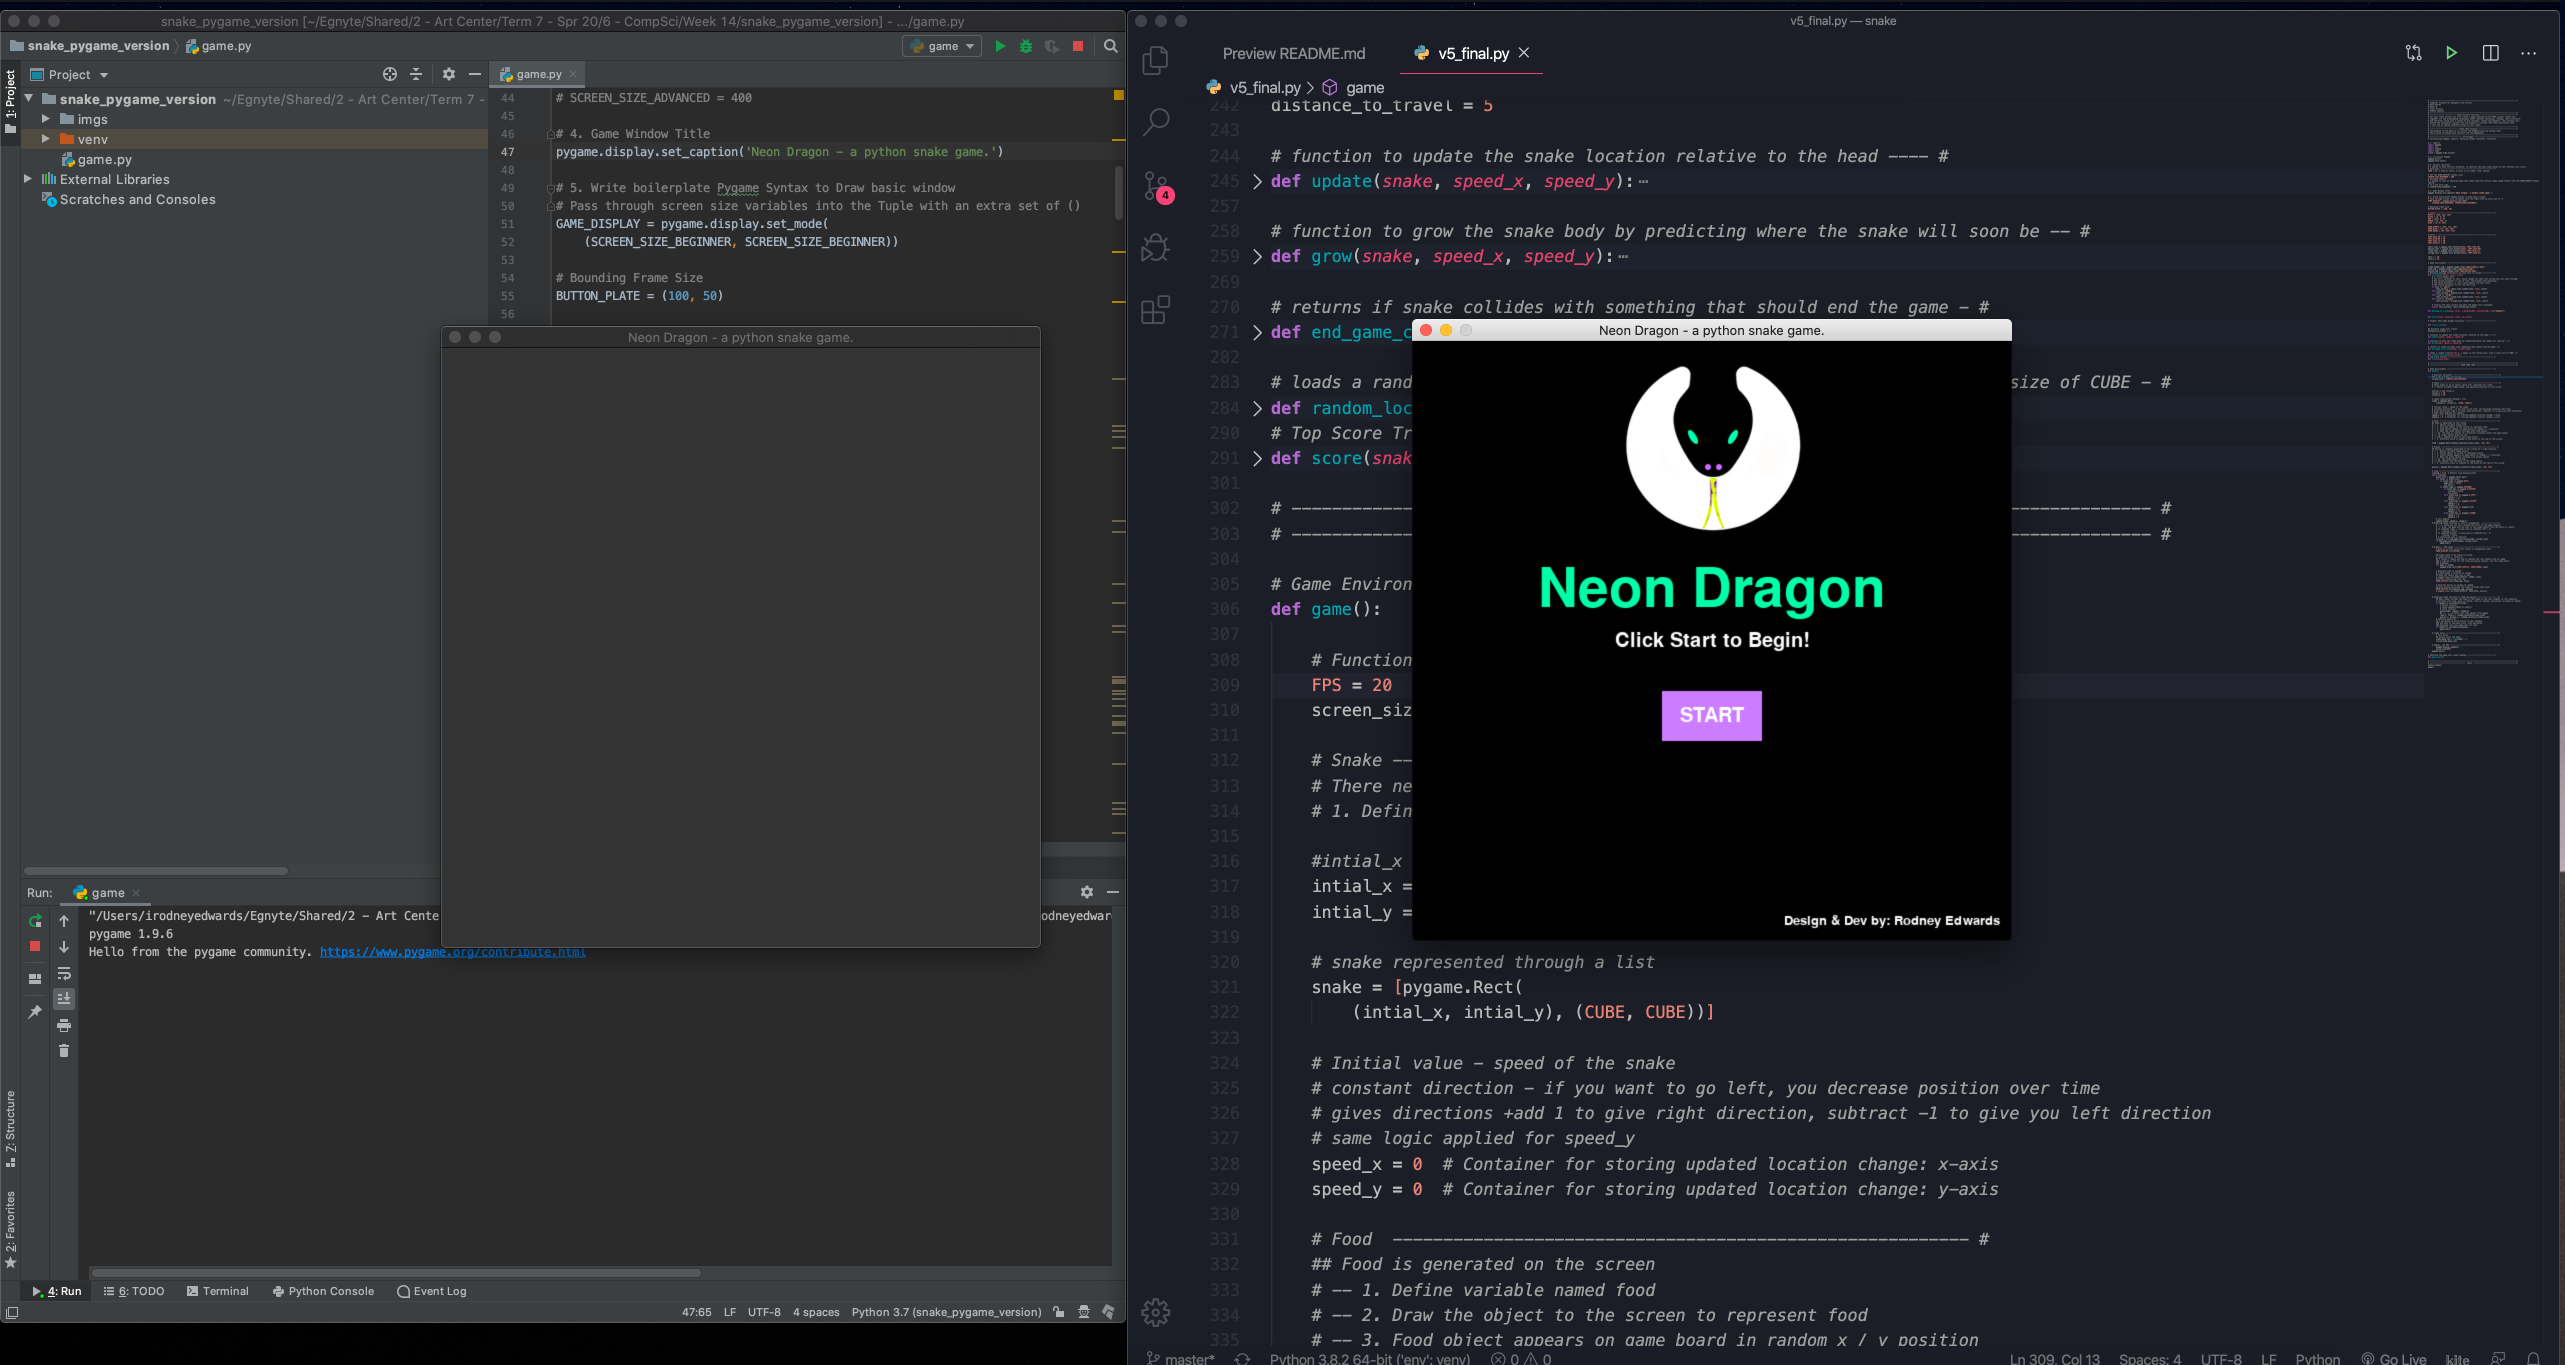 snake_pygame_version [~/Egnyte/Shared/2 - Art Center/Term 7 - Spr 20/6 - CompSci/Week 14/snake_pygame_version] - .../game.py
snake_pygame_version
game.py
game
Project
game.py
1: Project
snake_pygame_version ~/Egnyte/Shared/2 - Art Center/Term 7 -
imgs
venv
game.py
External Libraries
Scratches and Consoles
44 # SCREEN_SIZE_ADVANCED = 400
45
46 # 4. Game Window Title
47 pygame.display.set_caption('Neon Dragon - a python snake game.')
48
49 # 5. Write boilerplate Pygame Syntax to Draw basic window
50 # Pass through screen size variables into the Tuple with an extra set of ()
51 GAME_DISPLAY = pygame.display.set_mode(
52 (SCREEN_SIZE_BEGINNER, SCREEN_SIZE_BEGINNER))
53
54 # Bounding Frame Size
55 BUTTON_PLATE = (100, 50)
56
Neon Dragon - a python snake game.
Run: game
"/Users/irodneyedwards/Egnyte/Shared/2 - Art Cente
odneyedwar
pygame 1.9.6
Hello from the pygame community. https://www.pygame.org/contribute.html
Z: Structure
2: Favorites
4: Run
6: TODO
Terminal
Python Console
Event Log
47:65 LF UTF-8 4 spaces Python 3.7 (snake_pygame_version)
v5_final.py — snake
Preview README.md
v5_final.py
v5_final.py > game
4
242 distance_to_travel = 5
243
244 # function to update the snake location relative to the head ---- #
245 def update(snake, speed_x, speed_y):
257
258 # function to grow the snake body by predicting where the snake will soon be -- #
259 def grow(snake, speed_x, speed_y):
269
270 # returns if snake collides with something that should end the game - #
271 def end_game_c
282
283 # loads a rand size of CUBE - #
284 def random_loc
290 # Top Score Tr
291 def score(snak
301
302 # ---------------------------------- #
303 # ---------------------------------- #
304
305 # Game Environ
306 def game():
307
308 # Function
309 FPS = 20
310 screen_siz
311
312 # Snake --
313 # There ne
314 # 1. Defin
315
316 #intial_x
317 intial_x =
318 intial_y =
319
320 # snake represented through a list
321 snake = [pygame.Rect(
322 (intial_x, intial_y), (CUBE, CUBE))]
323
324 # Initial value - speed of the snake
325 # constant direction - if you want to go left, you decrease position over time
326 # gives directions +add 1 to give right direction, subtract -1 to give you left direction
327 # same logic applied for speed_y
328 speed_x = 0 # Container for storing updated location change: x-axis
329 speed_y = 0 # Container for storing updated location change: y-axis
330
331 # Food --------------------------------------------------------- #
332 ## Food is generated on the screen
333 # -- 1. Define variable named food
334 # -- 2. Draw the object to the screen to represent food
335 # -- 3. Food object appears on game board in random x / y position
Neon Dragon - a python snake game.
Neon Dragon
Click Start to Begin!
START
Design & Dev by: Rodney Edwards
master* Python 3.8.2 64-bit ('env': venv) 0 0
Ln 309, Col 13 Spaces: 4 UTF-8 LF Python Go Live kite